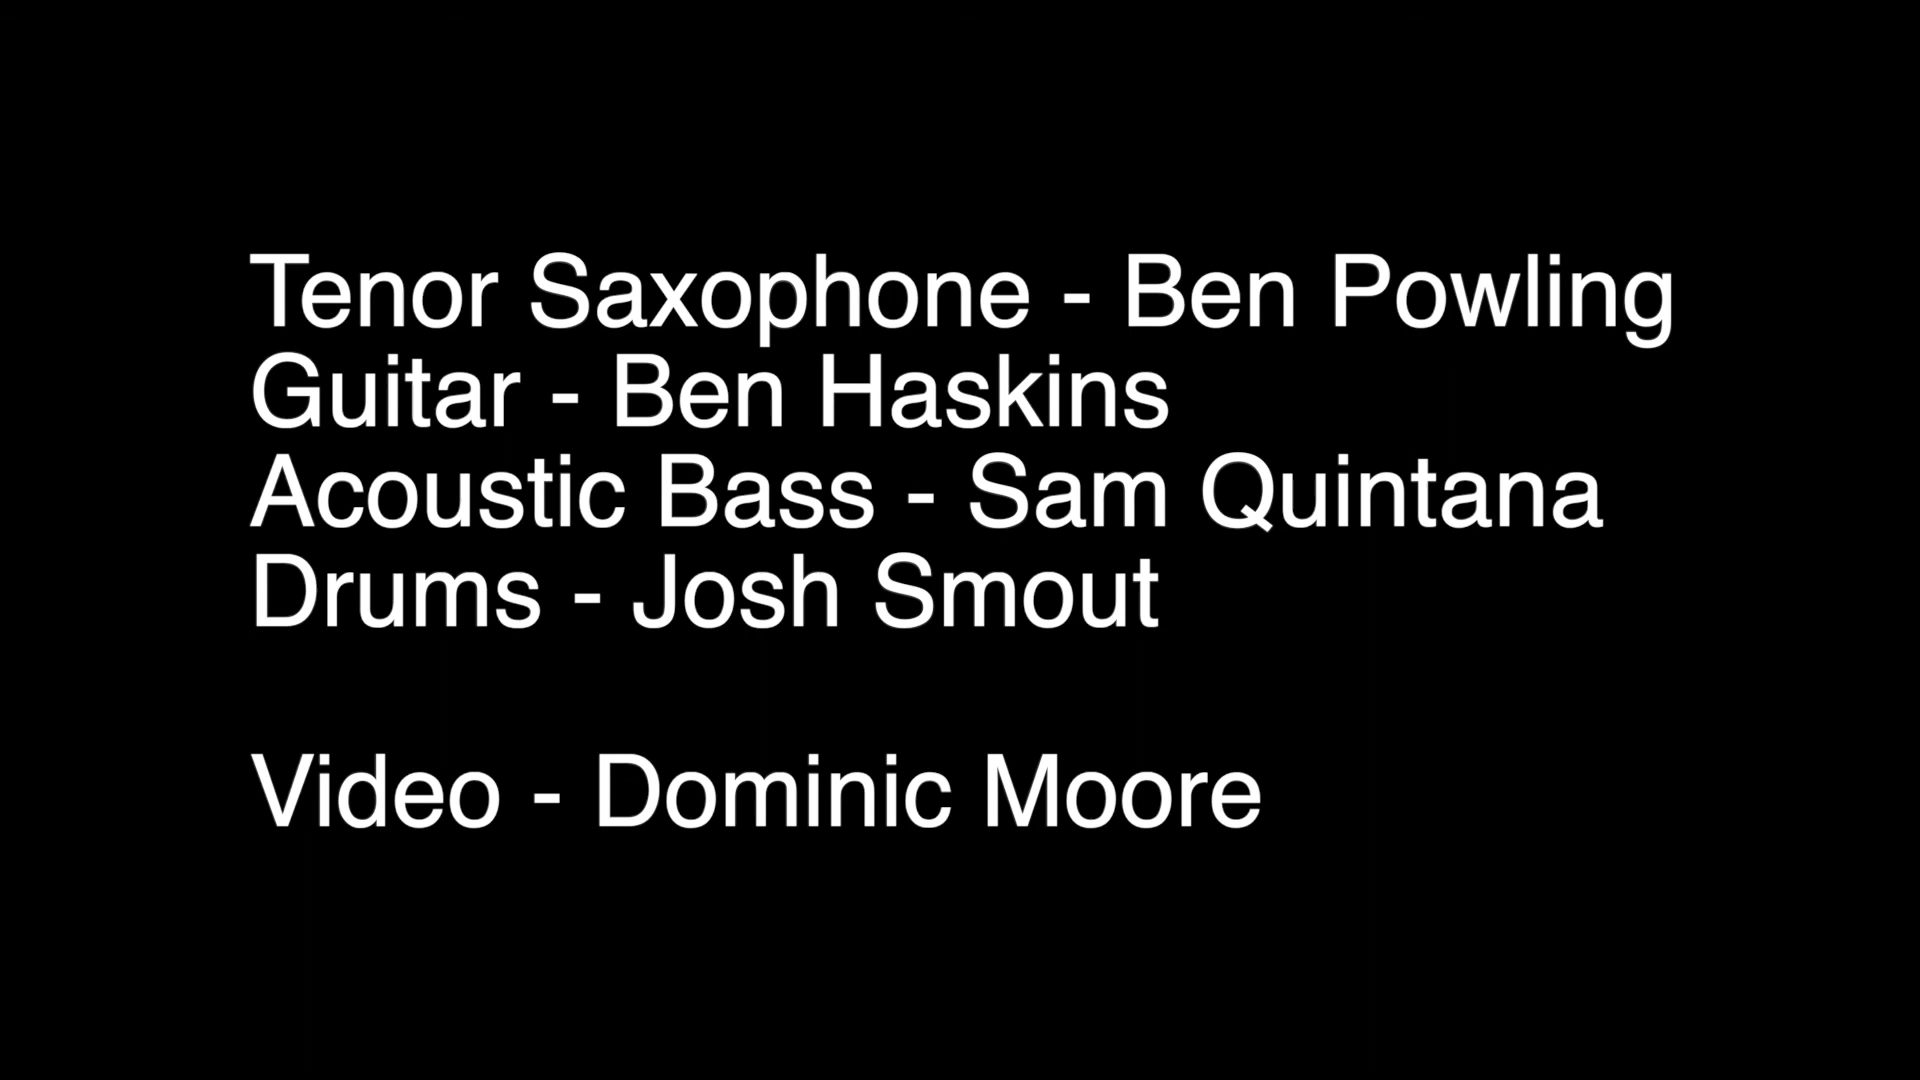 Tenor Saxophone - Ben Powling
Guitar - Ben Haskins
Acoustic Bass - Sam Quintana
Drums - Josh Smout
Video - Dominic Moore